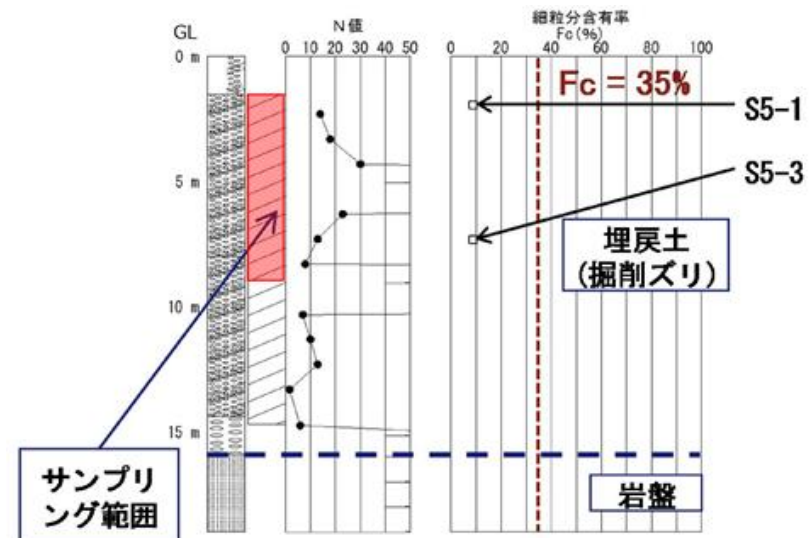 GL
N値
細粒分含有率
Fc(%)
0 10 20 30 40 50
0 20 40 60 80 100
0 m
Fc = 35%
S5-1
5 m
S5-3
埋戻土
(掘削ズリ)
10 m
15 m
サンプリ
ング範囲
岩盤